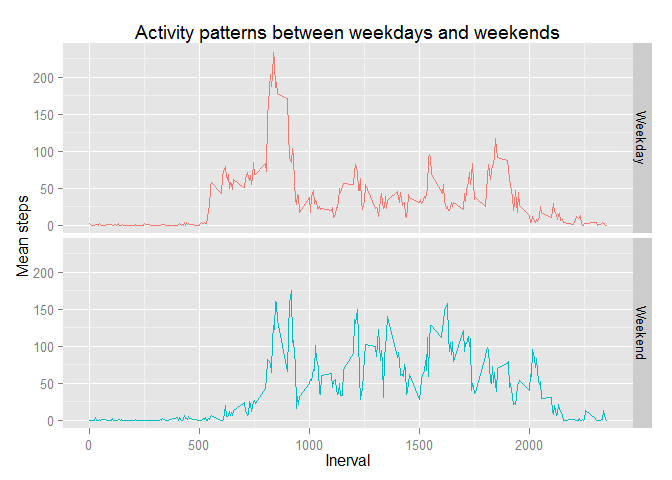 Activity patterns between weekdays and weekends
Mean steps
200
150
100
50
0
Weekday
200
150
100
50
0
Weekend
0 500 1000 1500 2000
Inerval